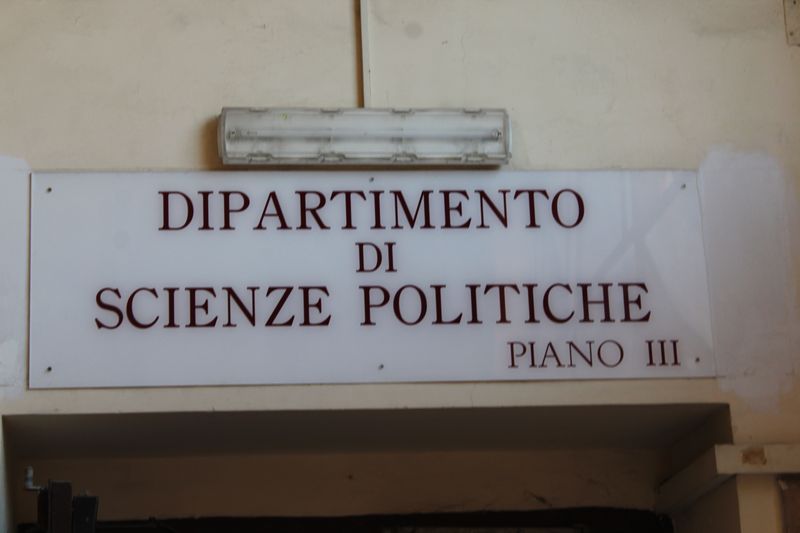 DIPARTIMENTO
DI
SCIENZE POLITICHE
PIANO III